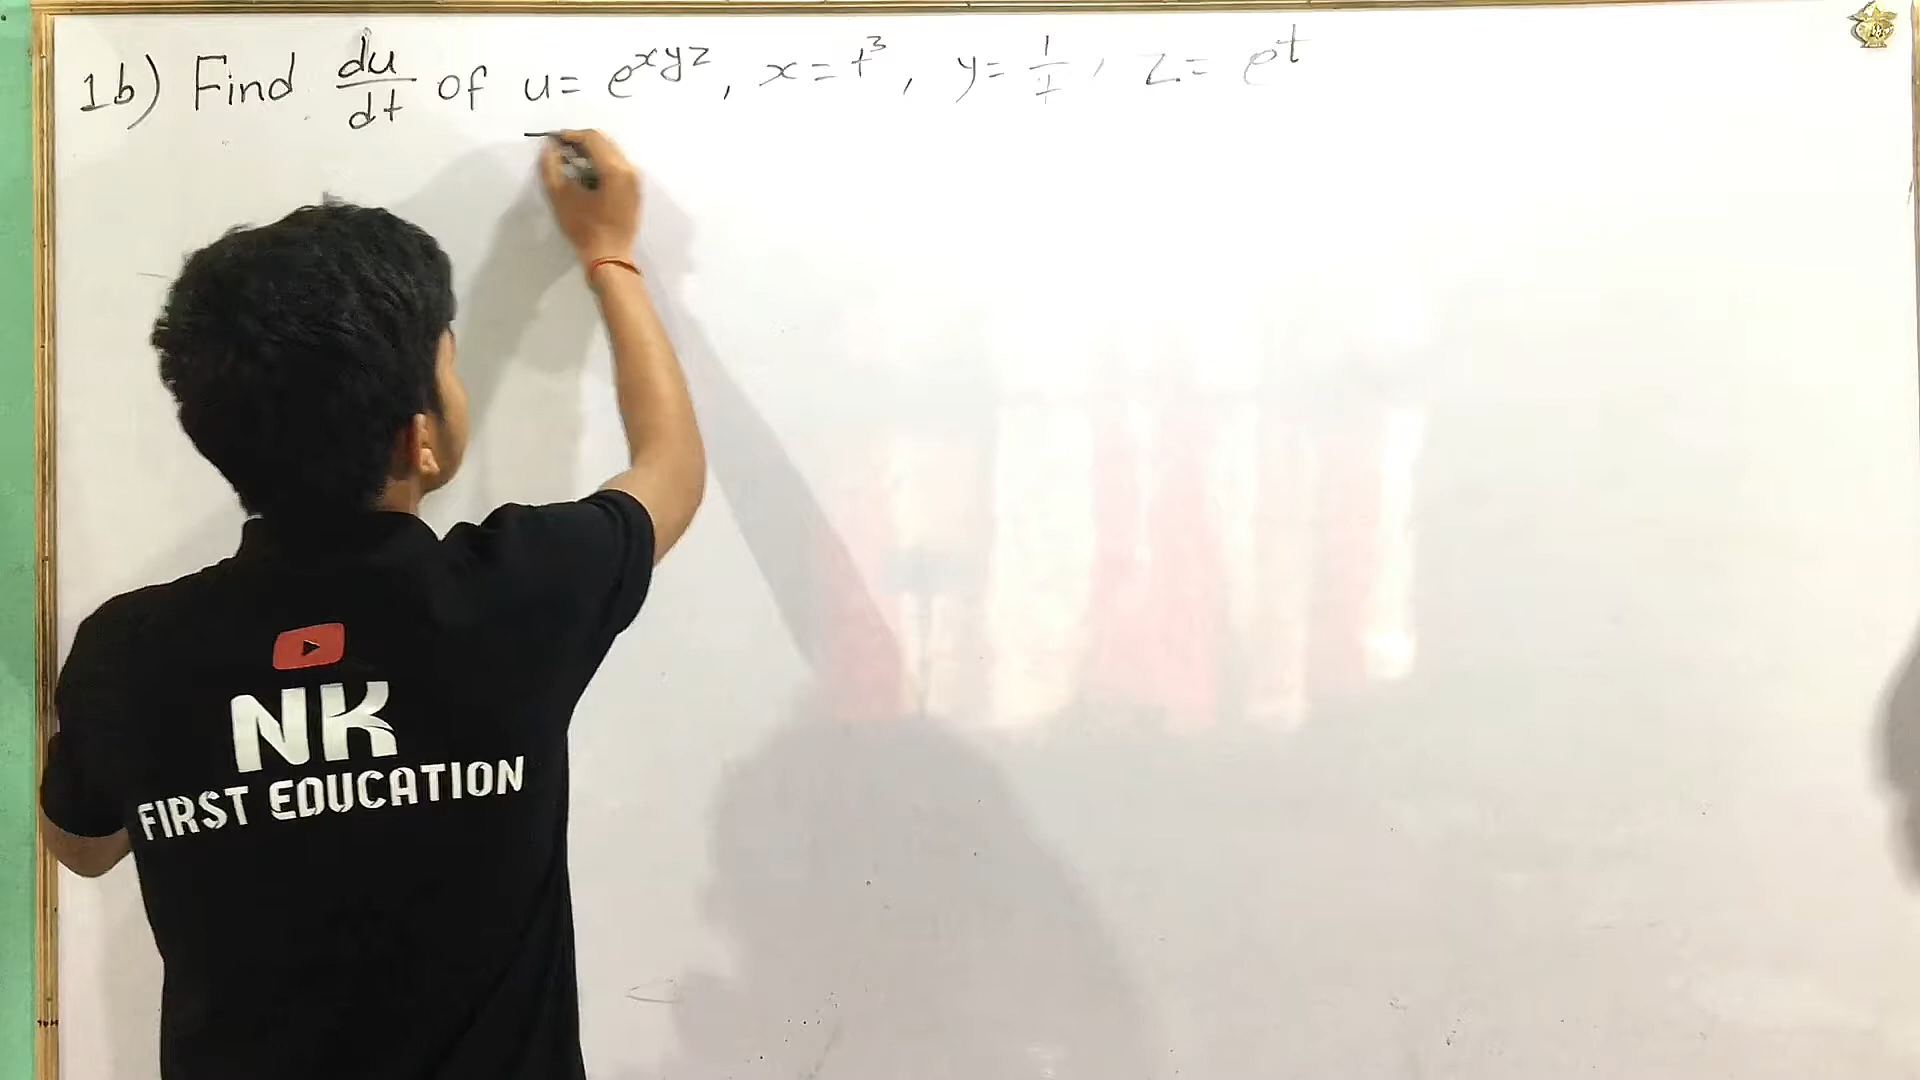 1b) Find du/dt of u = e^xyz, x = t^3, y = 1/t, z = e^t
NK
FIRST EDUCATION